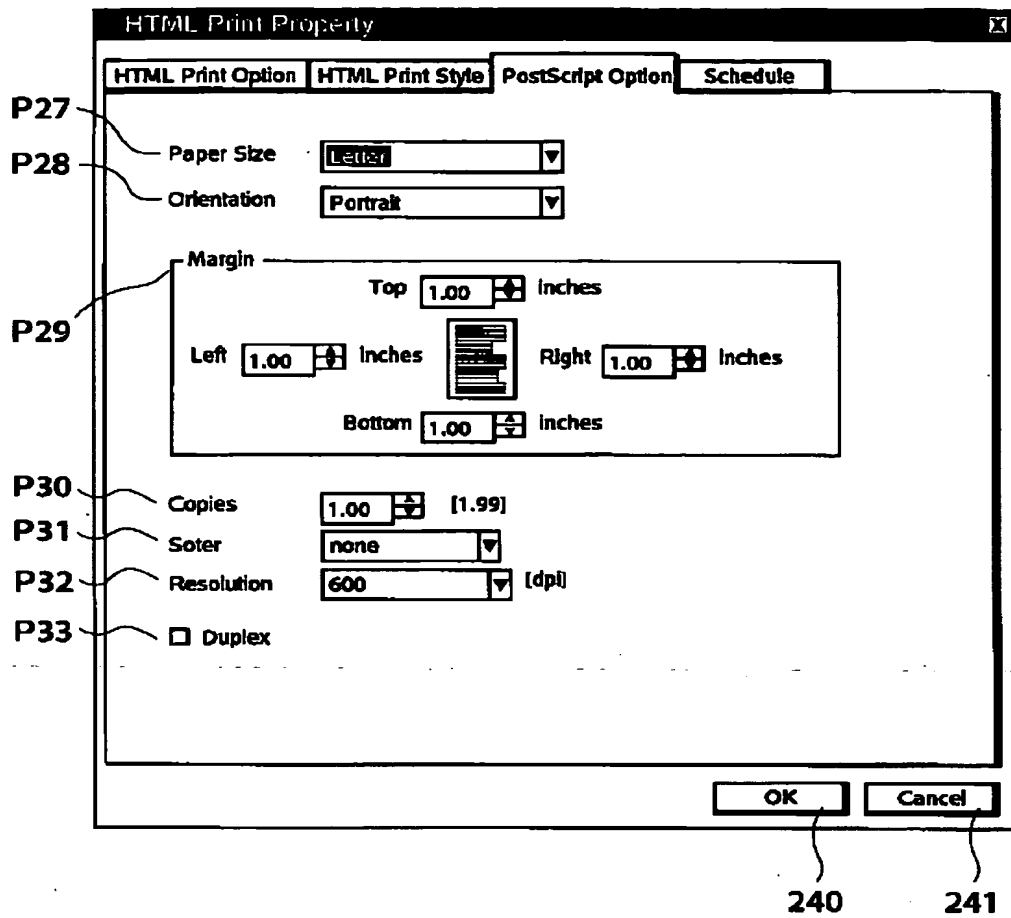 HTML Print Property
HTML Print Option HTML Print Style PostScript Option Schedule
P27 Paper Size Letter
P28 Orientation Portrait
P29 Margin
Top 1.00 inches
Left 1.00 inches Right 1.00 inches
Bottom 1.00 inches
P30 Copies 1.00 [1.99]
P31 Soter none
P32 Resolution 600 [dpi]
P33 Duplex
OK Cancel
240 241